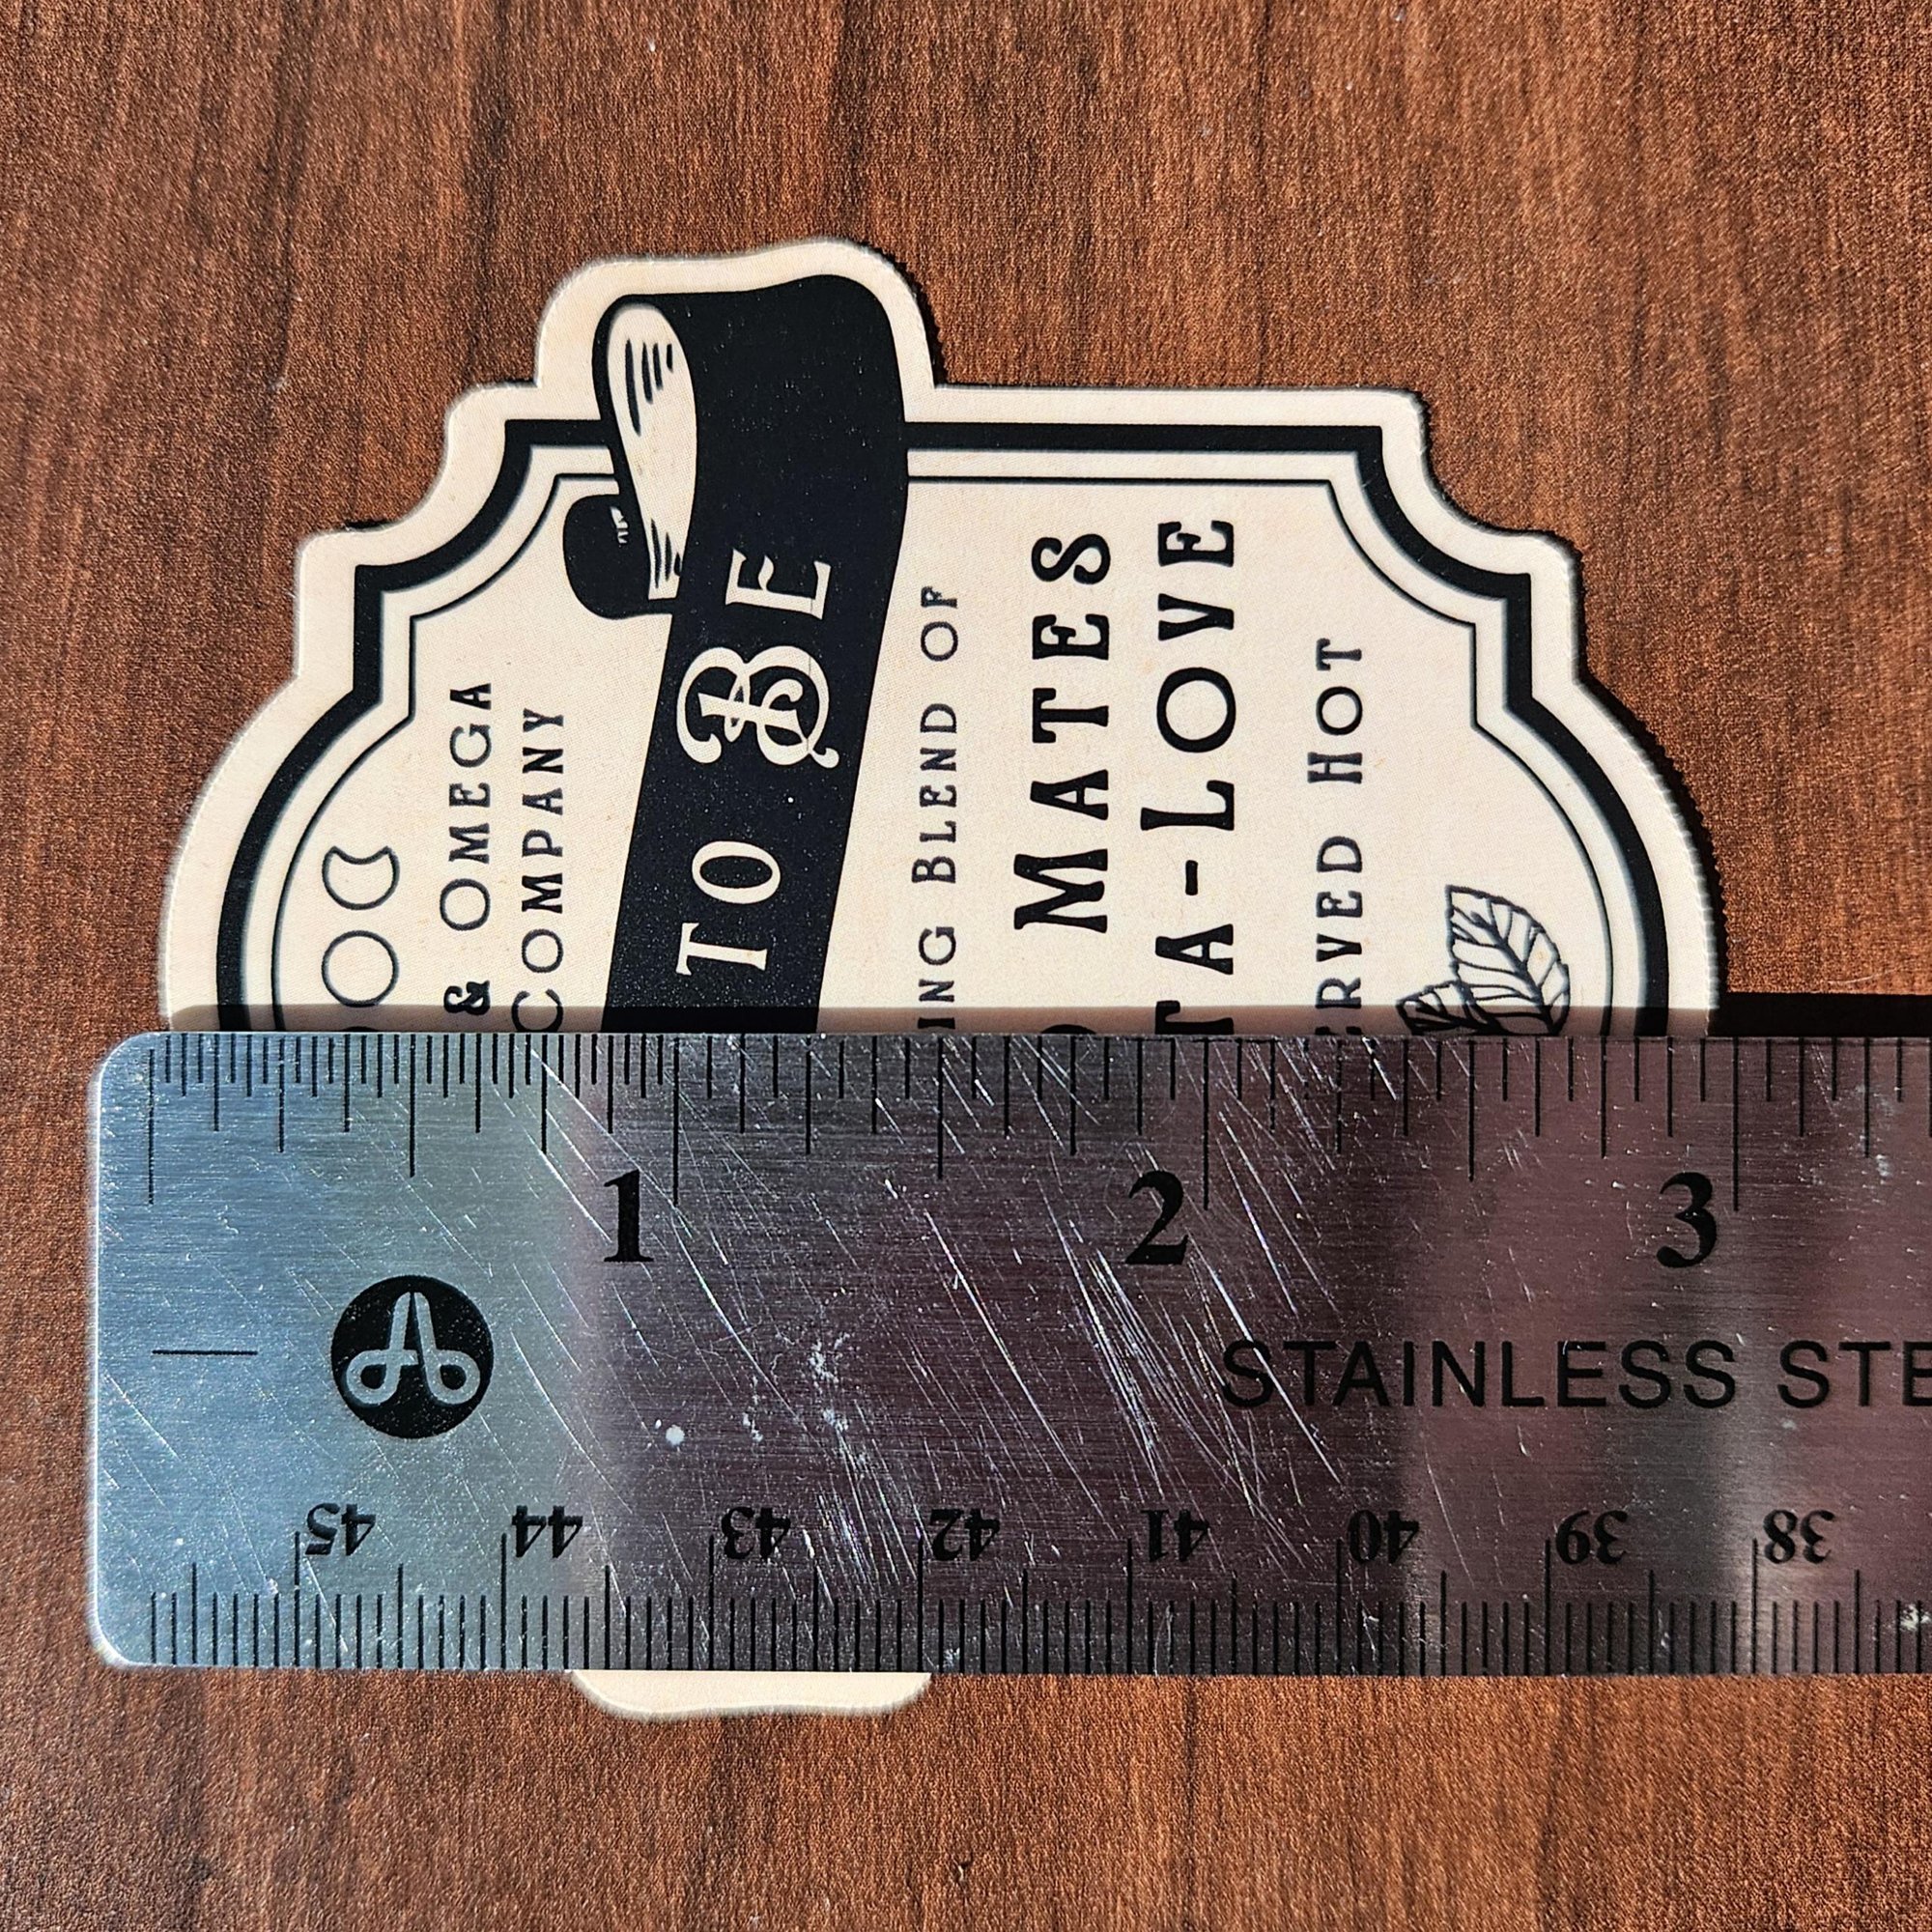 & OMEGA
COMPANY
TO BE
ING BLEND OF
MATES
TA-LOVE
ERVED HOT
1 2 3
STAINLESS STE
45 44 43 42 41 40 39 38